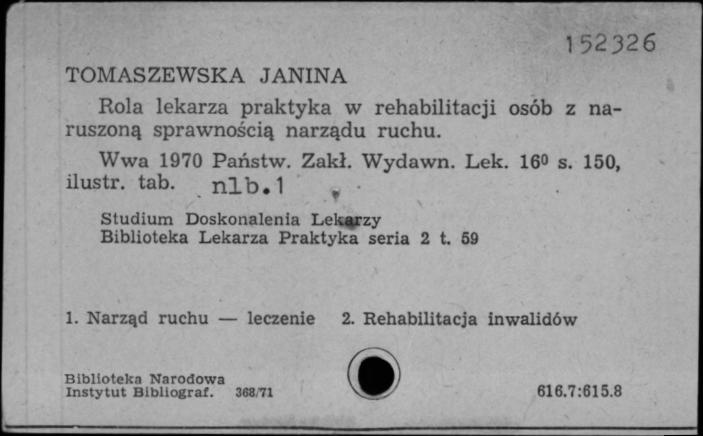 152326
TOMASZEWSKA JANINA
Rola lekarza praktyka w rehabilitacji osób z na-
ruszoną sprawnością narządu ruchu.
Wwa 1970 Państw. Zakł. Wydawn. Lek. 16⁰ s. 150,
ilustr. tab. nlb.1
Studium Doskonalenia Lekarzy
Biblioteka Lekarza Praktyka seria 2 t. 59
1. Narząd ruchu — leczenie 2. Rehabilitacja inwalidów
Biblioteka Narodowa
Instytut Bibliograf. 368/71 616.7:615.8